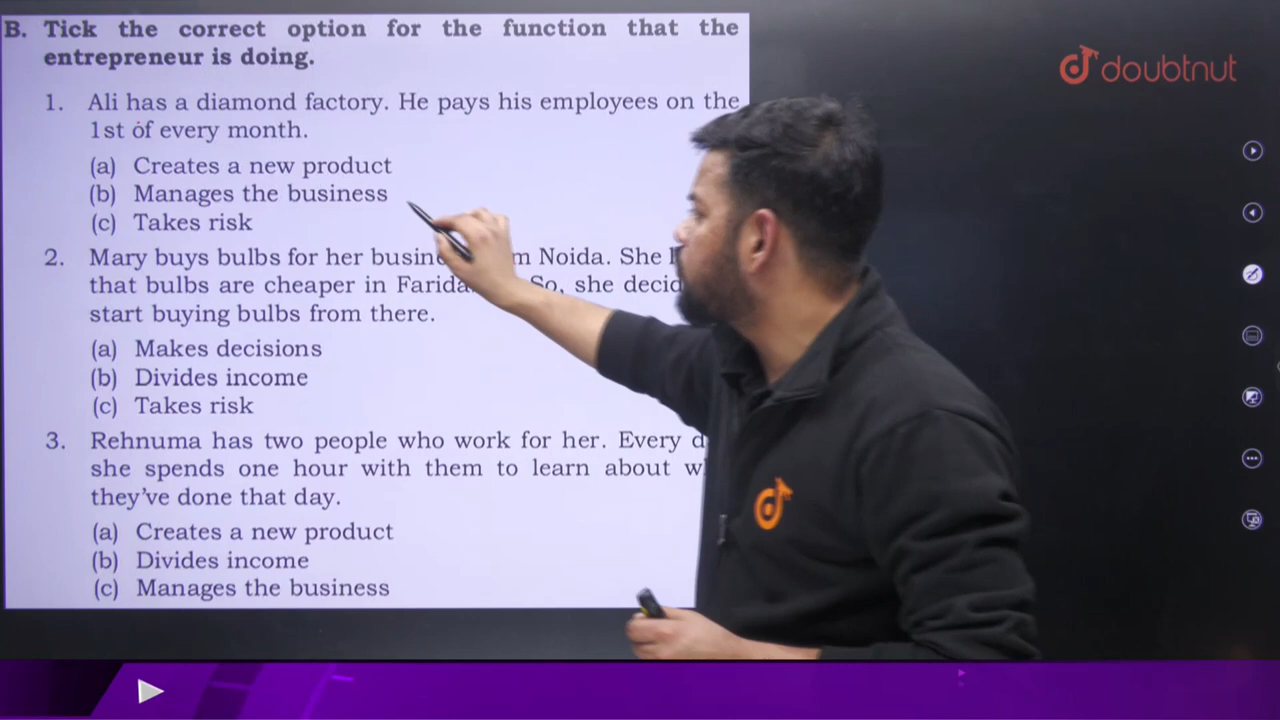 B. Tick the correct option for the function that the
entrepreneur is doing.
1. Ali has a diamond factory. He pays his employees on the
1st of every month.
(a) Creates a new product
(b) Manages the business
(c) Takes risk
2. Mary buys bulbs for her Noida. She
that bulbs are cheaper in So, she
start buying bulbs from there.
(a) Makes decisions
(b) Divides income
(c) Takes risk
3. Rehnuma has two people who work for her. Every
she spends one hour with them to learn about
they've done that day.
(a) Creates a new product
(b) Divides income
(c) Manages the business
doubtnut